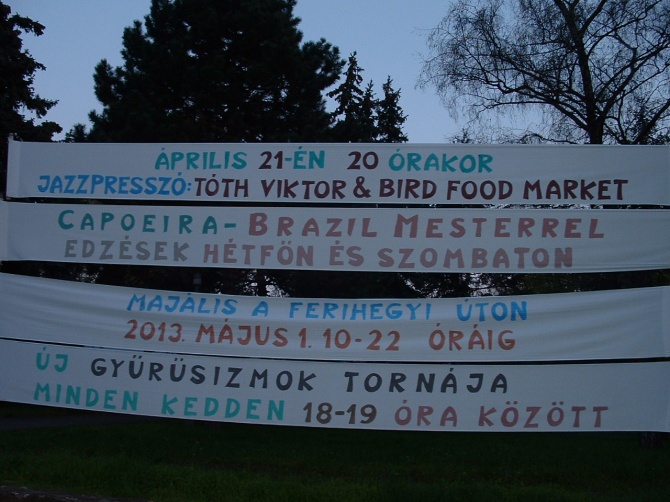 ÁPRILIS 21-ÉN 20 ÓRAKOR
JAZZPRESSZÓ: TÓTH VIKTOR & BIRD FOOD MARKET
CAPOEIRA- BRAZIL MESTERREL
EDZÉSEK HÉTFŐN ÉS SZOMBATON
MAJÁLIS A FERIHEGYI ÚTON
2013. MÁJUS 1. 10-22 ÓRÁIG
ÚJ GYŰRŰSIZMOK TORNÁJA
MINDEN KEDDEN 18-19 ÓRA KÖZÖTT